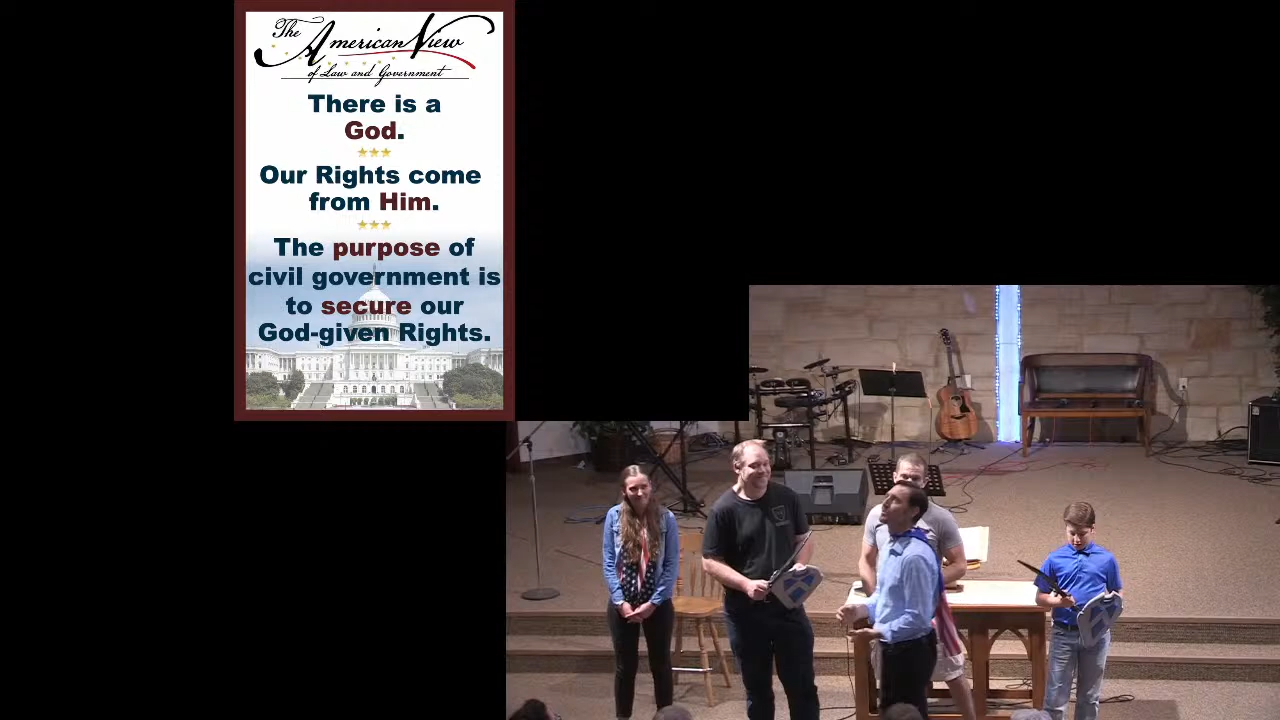 The
American View
of Law and Government
There is a
God.
Our Rights come
from Him.
The purpose of
civil government is
to secure our
God-given Rights.